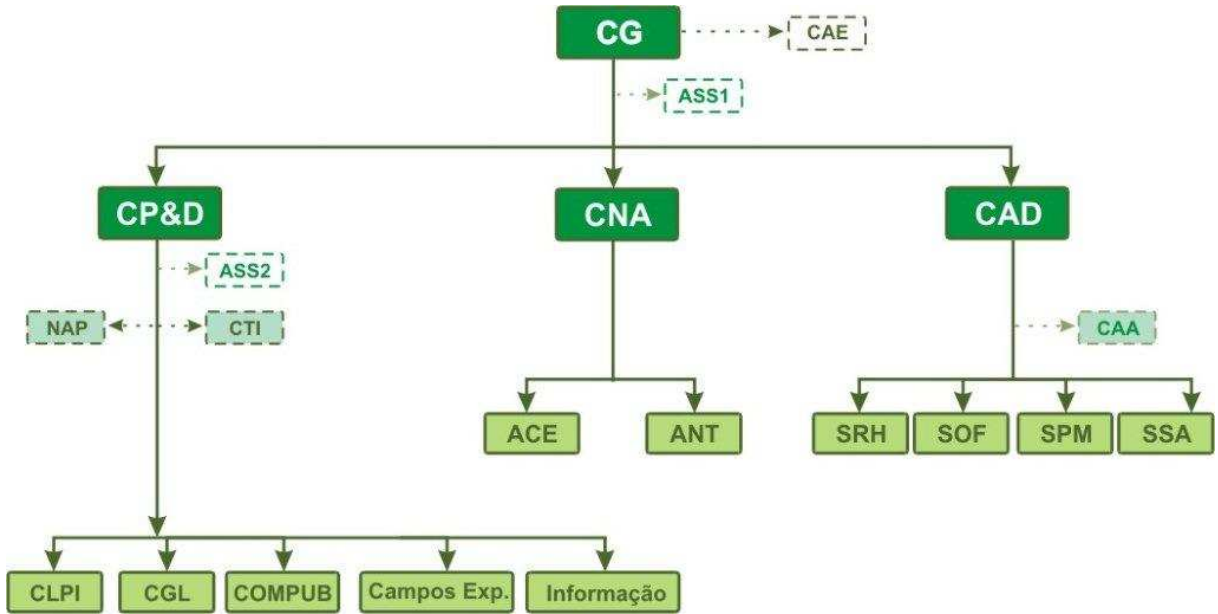 CG
CAE
ASS1
CP&D
CNA
CAD
ASS2
NAP
CTI
CAA
ACE
ANT
SRH
SOF
SPM
SSA
CLPI
CGL
COMPUB
Campos Exp.
Informação